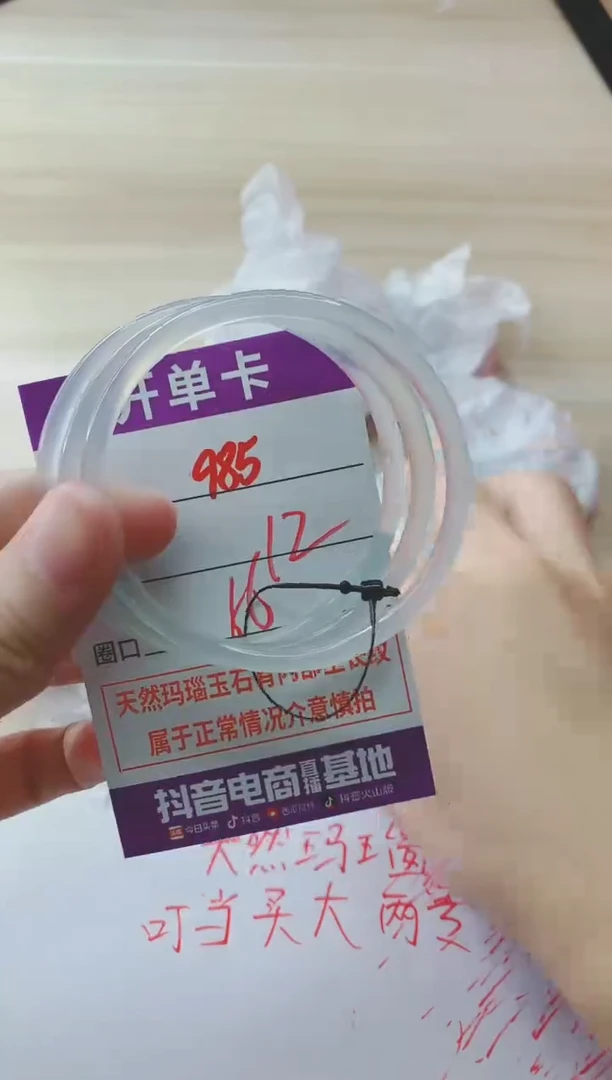 开单卡
985
12
16
圈口
天然玛瑙玉石有内部生长纹
属于正常情况介意慎拍
抖音电商直播基地
今日头条 抖音 西瓜视频 抖音火山版
天然玛瑙
叮当买大两支